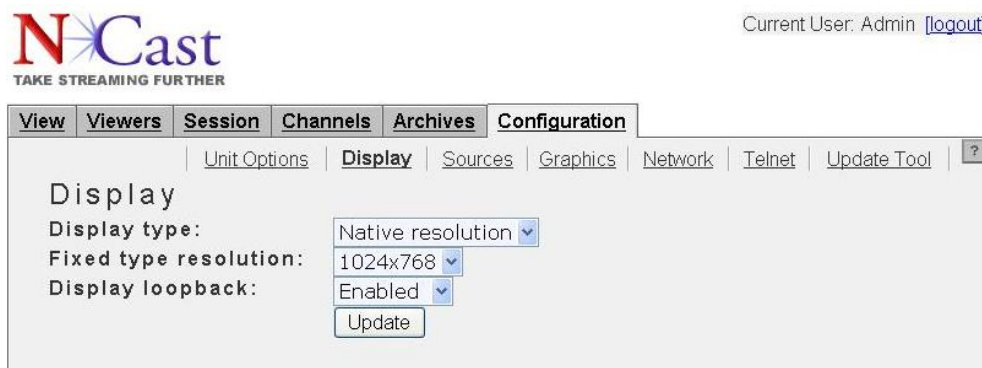 NCast
TAKE STREAMING FURTHER
Current User: Admin [logout]
View Viewers Session Channels Archives Configuration
Unit Options Display Sources Graphics Network Telnet Update Tool ?
Display
Display type: Native resolution
Fixed type resolution: 1024x768
Display loopback: Enabled
Update